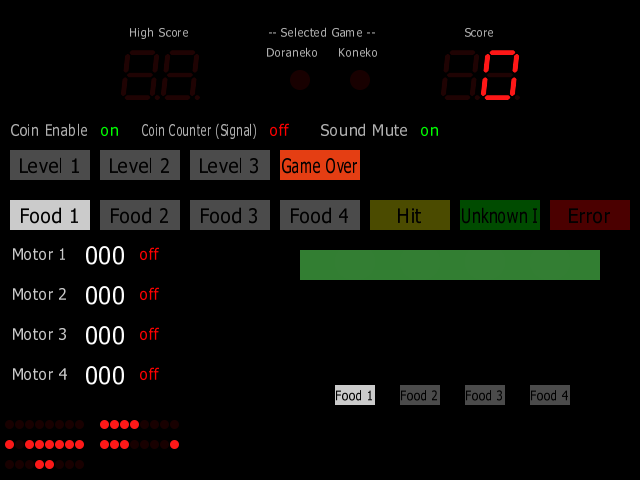 High Score -- Selected Game -- Score
Doraneko Koneko
0
Coin Enable on Coin Counter (Signal) off Sound Mute on
Level 1 Level 2 Level 3 Game Over
Food 1 Food 2 Food 3 Food 4 Hit Unknown I Error
Motor 1 000 off
Motor 2 000 off
Motor 3 000 off
Motor 4 000 off
Food 1 Food 2 Food 3 Food 4